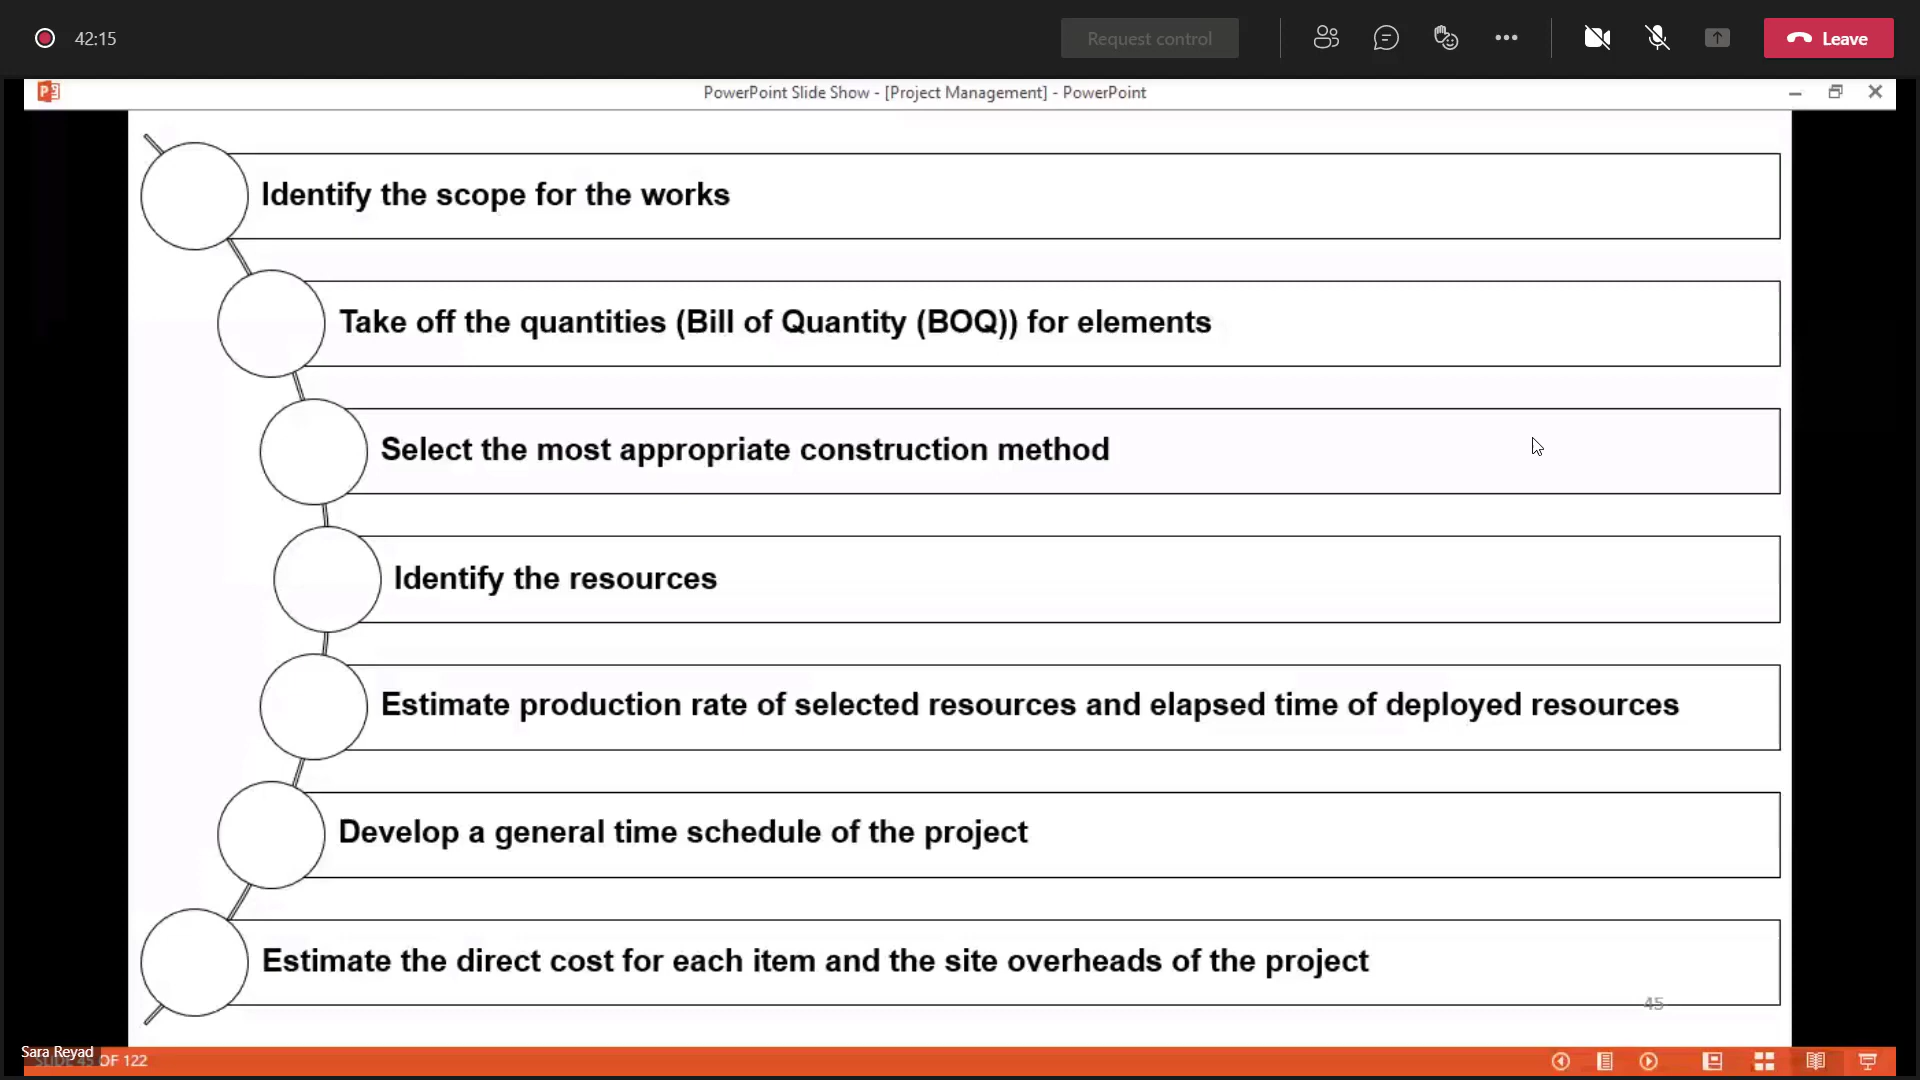 42:15
Request control
Leave
PowerPoint Slide Show - [Project Management] - PowerPoint
Identify the scope for the works
Take off the quantities (Bill of Quantity (BOQ)) for elements
Select the most appropriate construction method
Identify the resources
Estimate production rate of selected resources and elapsed time of deployed resources
Develop a general time schedule of the project
Estimate the direct cost for each item and the site overheads of the project
45
Sara Reyad
SLIDE 45 OF 122